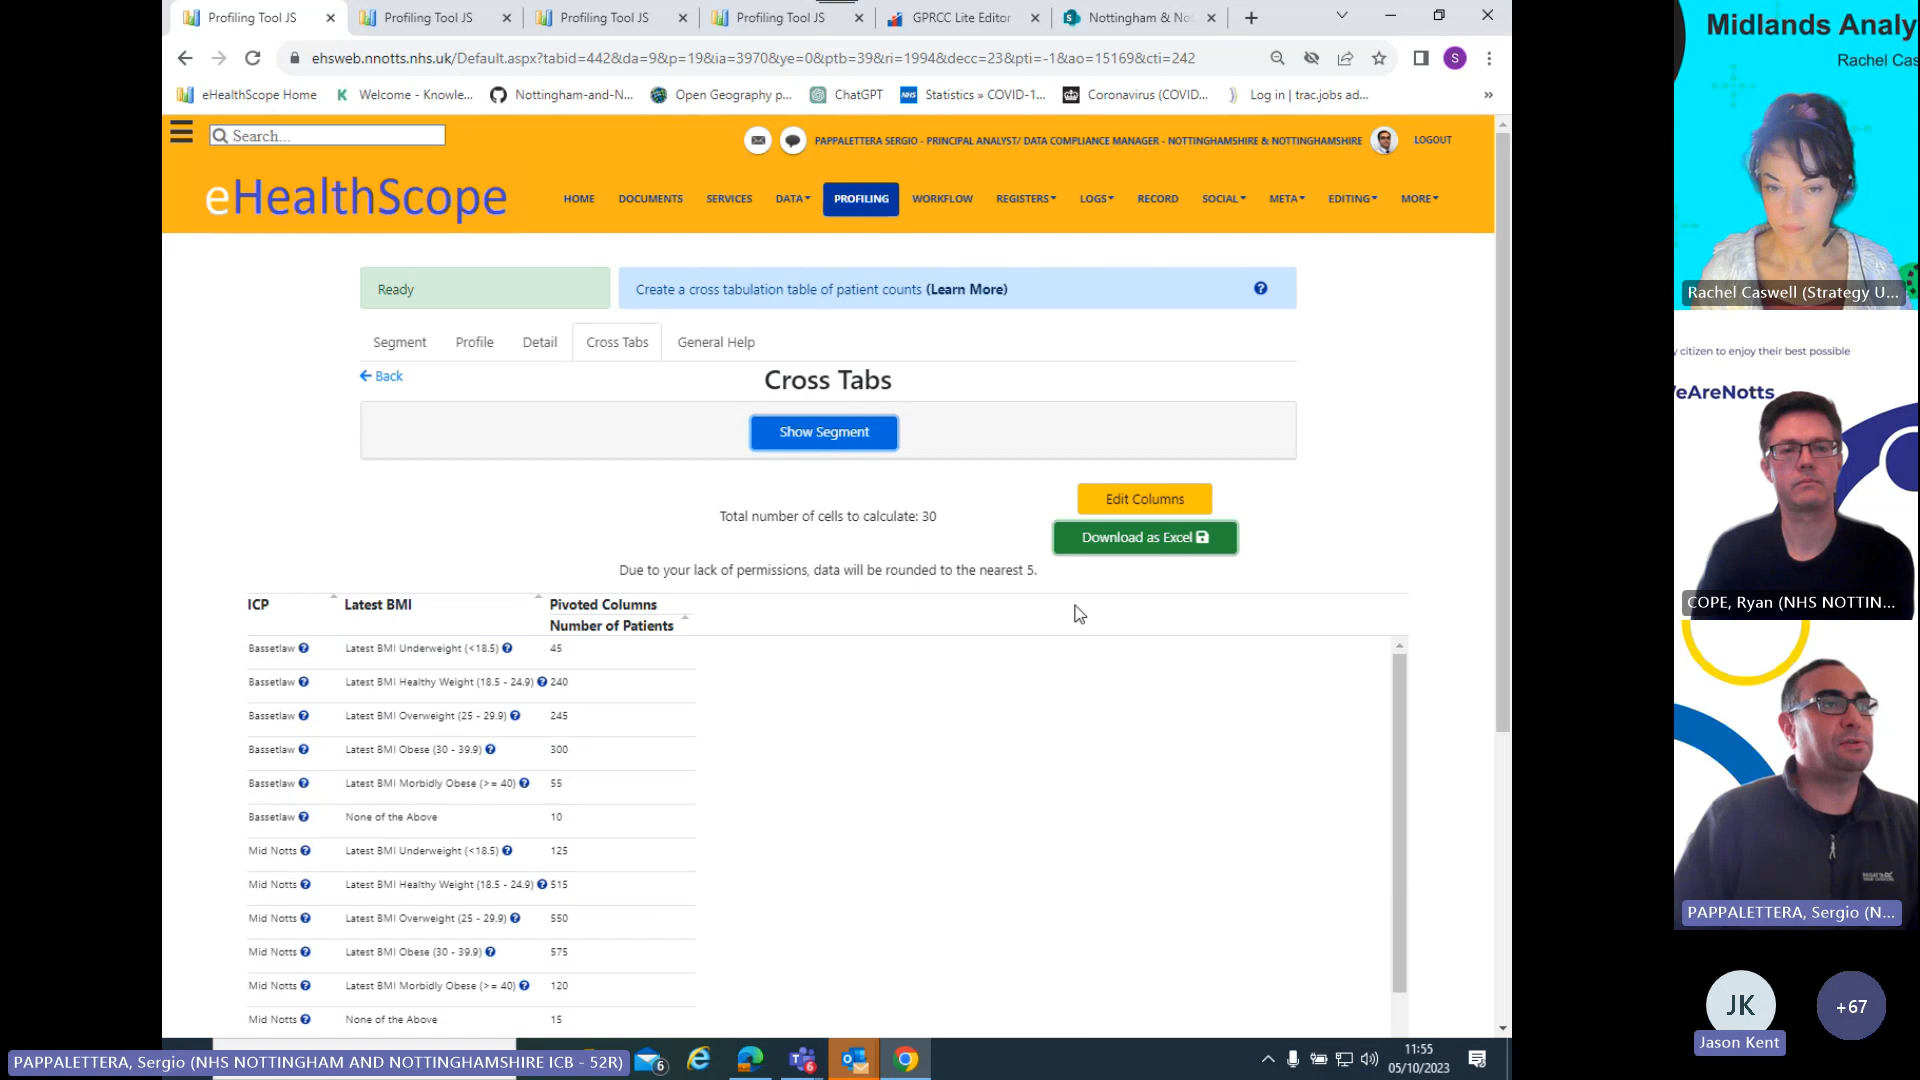 Profiling Tool JS
Profiling Tool JS
Profiling Tool JS
Profiling Tool JS
GPRCC Lite Editor
Nottingham & No
ehsweb.nnotts.nhs.uk/Default.aspx?tabid=442&da=9&p=19&ia=3970&ye=0&ptb=39&ri=1994&decc=23&pti=-1&ao=15169&cti=242
S
eHealthScope Home
Welcome - Knowle...
Nottingham-and-N...
Open Geography p...
ChatGPT
NHS
Statistics » COVID-1...
Coronavirus (COVID...
Log in | trac.jobs ad...
Search...
PAPPALETTERA SERGIO - PRINCIPAL ANALYST/ DATA COMPLIANCE MANAGER - NOTTINGHAMSHIRE & NOTTINGHAMSHIRE
LOGOUT
eHealthScope
HOME
DOCUMENTS
SERVICES
DATA
PROFILING
WORKFLOW
REGISTERS
LOGS
RECORD
SOCIAL
META
EDITING
MORE
Ready
Create a cross tabulation table of patient counts (Learn More)
Segment
Profile
Detail
Cross Tabs
General Help
Back
Cross Tabs
Show Segment
Edit Columns
Total number of cells to calculate: 30
Download as Excel
Due to your lack of permissions, data will be rounded to the nearest 5.
ICP
Latest BMI
Pivoted Columns
Number of Patients
Bassetlaw Latest BMI Underweight (<18.5) 45
Bassetlaw Latest BMI Healthy Weight (18.5 - 24.9) 240
Bassetlaw Latest BMI Overweight (25 - 29.9) 245
Bassetlaw Latest BMI Obese (30 - 39.9) 300
Bassetlaw Latest BMI Morbidly Obese (>= 40) 55
Bassetlaw None of the Above 10
Mid Notts Latest BMI Underweight (<18.5) 125
Mid Notts Latest BMI Healthy Weight (18.5 - 24.9) 515
Mid Notts Latest BMI Overweight (25 - 29.9) 550
Mid Notts Latest BMI Obese (30 - 39.9) 575
Mid Notts Latest BMI Morbidly Obese (>= 40) 120
Mid Notts None of the Above 15
6
6
11:55
05/10/2023
PAPPALETTERA, Sergio (NHS NOTTINGHAM AND NOTTINGHAMSHIRE ICB - 52R)
Midlands Analy
Rachel Cas
Rachel Caswell (Strategy U...
y citizen to enjoy their best possible
eAreNotts
COPE, Ryan (NHS NOTTIN...
PAPPALETTERA, Sergio (N...
JK
Jason Kent
+67